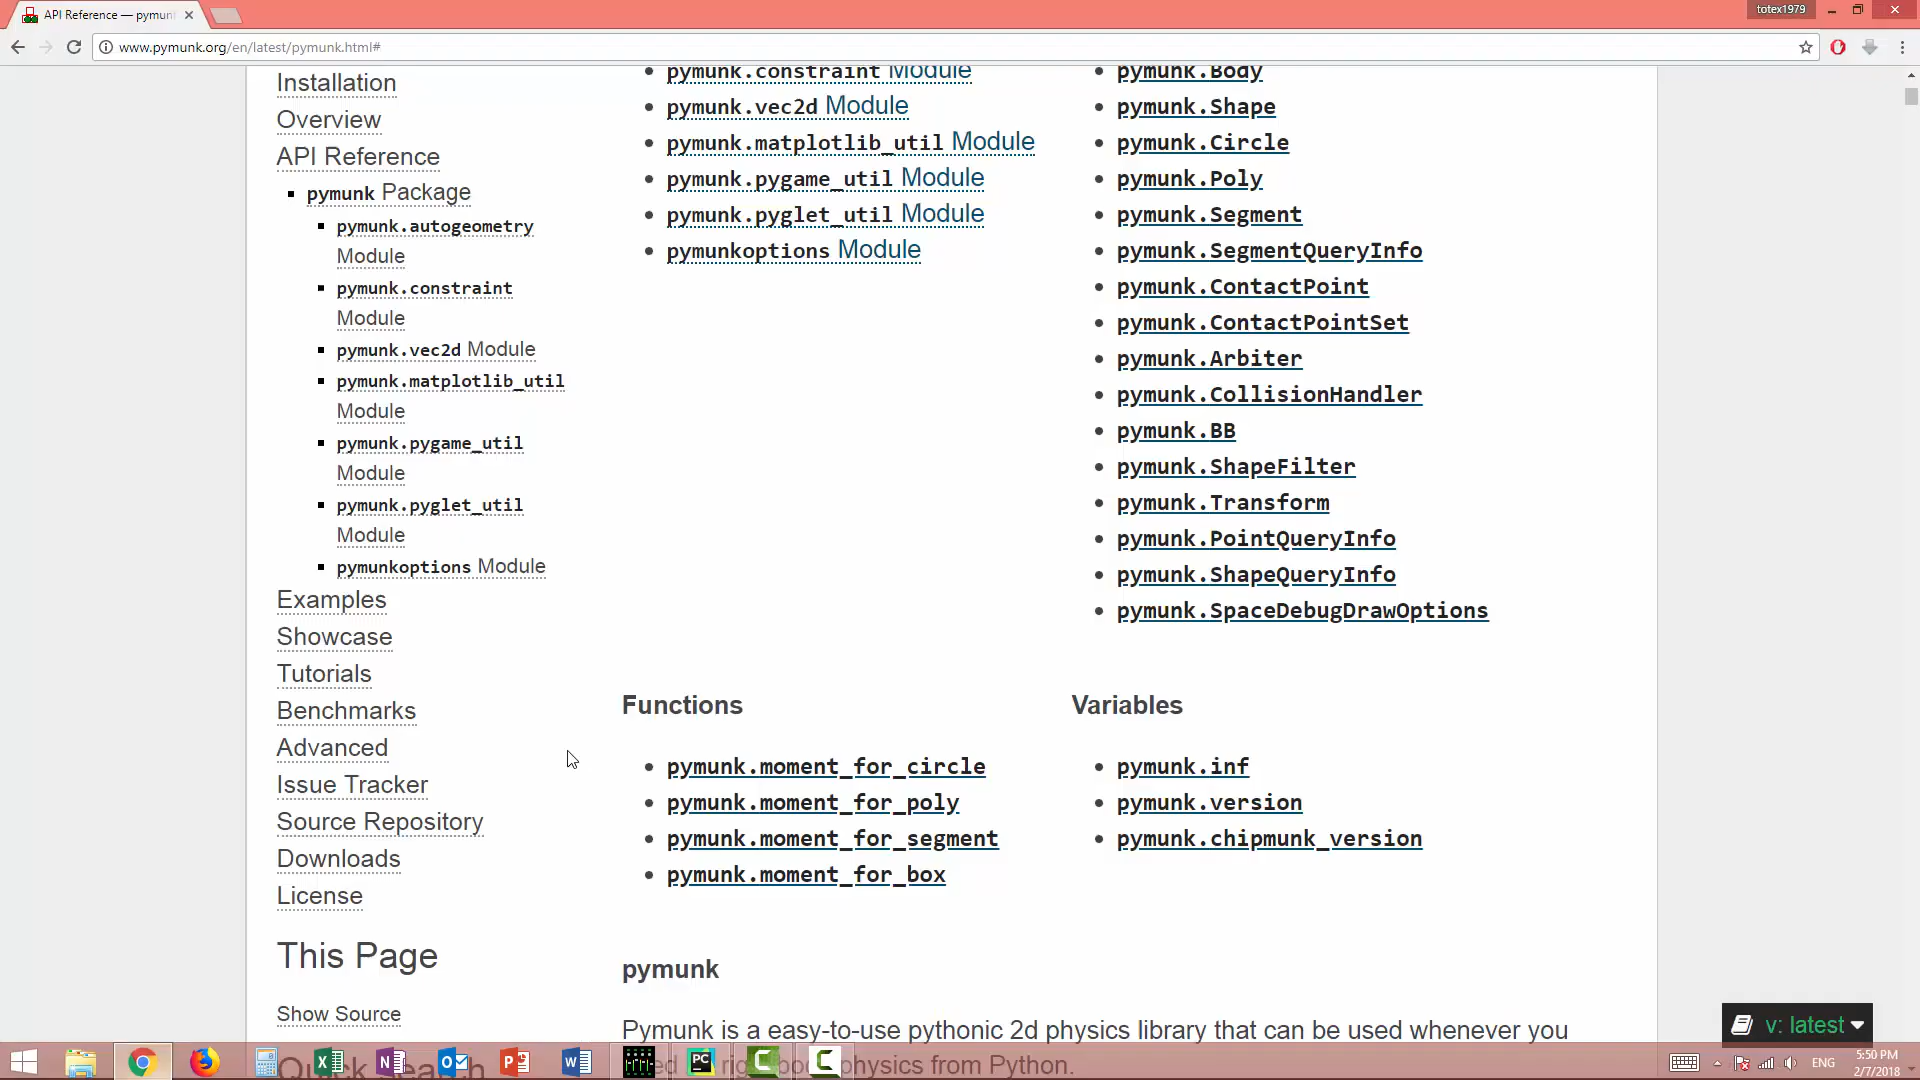 API Reference — pymun
totex1979
www.pymunk.org/en/latest/pymunk.html#
Installation
Overview
API Reference
pymunk Package
pymunk.autogeometry
Module
pymunk.constraint
Module
pymunk.vec2d Module
pymunk.matplotlib_util
Module
pymunk.pygame_util
Module
pymunk.pyglet_util
Module
pymunkoptions Module
Examples
Showcase
Tutorials
Benchmarks
Advanced
Issue Tracker
Source Repository
Downloads
License
This Page
Show Source
Quick Search
pymunk.constraint Module
pymunk.vec2d Module
pymunk.matplotlib_util Module
pymunk.pygame_util Module
pymunk.pyglet_util Module
pymunkoptions Module
pymunk.Body
pymunk.Shape
pymunk.Circle
pymunk.Poly
pymunk.Segment
pymunk.SegmentQueryInfo
pymunk.ContactPoint
pymunk.ContactPointSet
pymunk.Arbiter
pymunk.CollisionHandler
pymunk.BB
pymunk.ShapeFilter
pymunk.Transform
pymunk.PointQueryInfo
pymunk.ShapeQueryInfo
pymunk.SpaceDebugDrawOptions
Functions
pymunk.moment_for_circle
pymunk.moment_for_poly
pymunk.moment_for_segment
pymunk.moment_for_box
Variables
pymunk.inf
pymunk.version
pymunk.chipmunk_version
pymunk
Pymunk is a easy-to-use pythonic 2d physics library that can be used whenever you
physics from Python.
v: latest
ENG
5:50 PM
2/7/2018